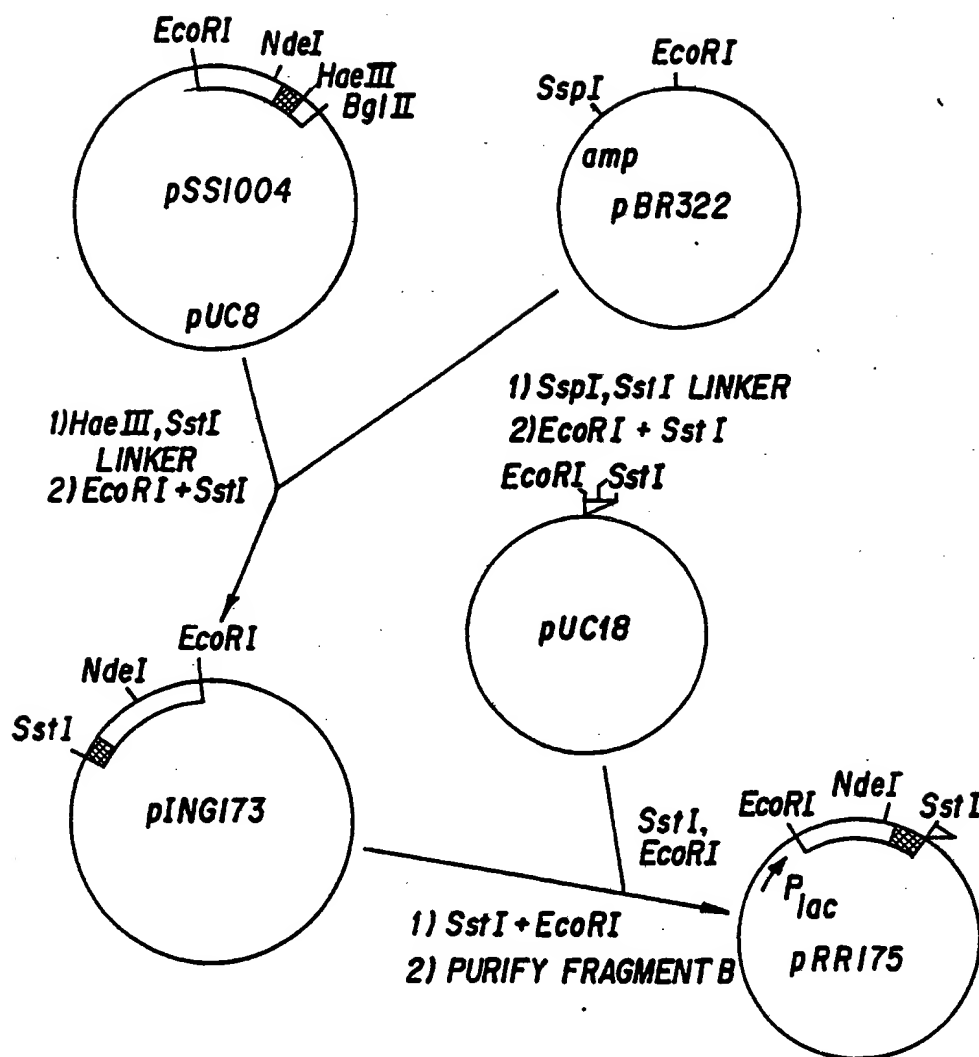 EcoRI
NdeI
HaeIII
BglII
pSS1004
pUC8
EcoRI
SspI
amp
pBR322
1)HaeIII,SstI
LINKER
2)EcoRI+SstI
1) SspI,SstI LINKER
2)EcoRI + SstI
EcoRI
SstI
pUC18
EcoRI
NdeI
SstI
pING173
SstI,
EcoRI
1) SstI+EcoRI
2) PURIFY FRAGMENT B
EcoRI
NdeI
SstI
Plac
pRR175